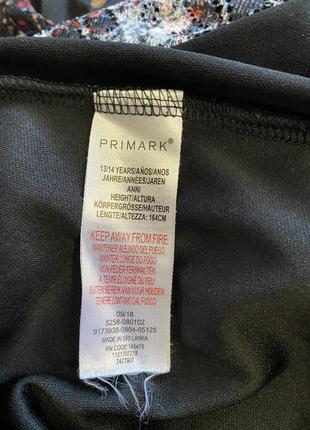 PRIMARK®
13/14 YEARS/AÑOS/ANOS
JAHRE/ANNÉES/JAREN
ANNI
HEIGHT/ALTURA
KÖRPERGRÖSSE/HAUTEUR
LENGTE/ALTEZZA: 164CM
KEEP AWAY FROM FIRE
MANTENER ALEJADO DEL FUEGO
MANTER LONGE DO FOGO
VON FEUER FERNHALTEN
À TENIR ÉLOIGNÉ DU FEU
BUITEN BEREIK VAN VUUR HOUDEN
TENERE LONTANO DAL FUOCO
09/18
5258-080102
9173938-0804-05125
MADE IN SRI LANKA
RN CODE:145478
1121707218
7477907